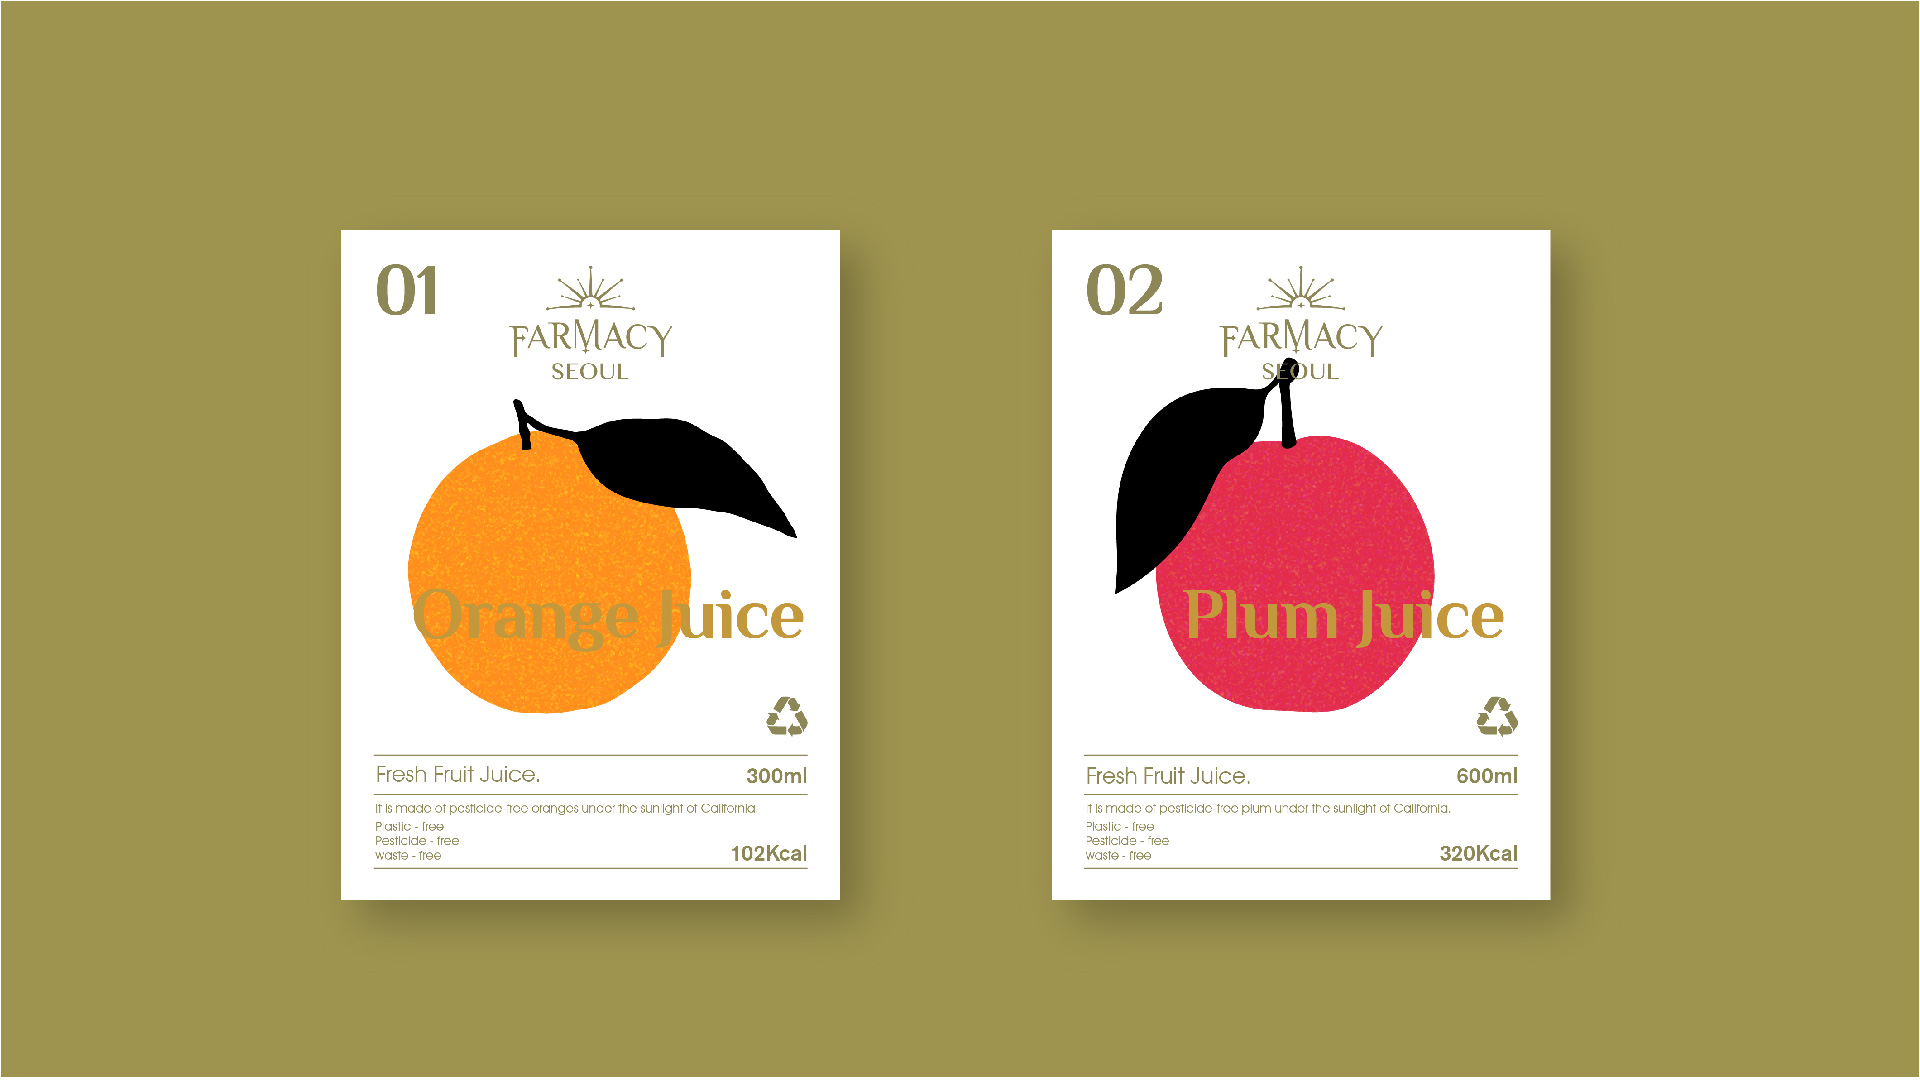 01
FARMACY
SEOUL
Orange Juice
Fresh Fruit Juice.
300ml
It is made of pesticide-free oranges under the sunlight of California
Plastic - free
Pesticide - free
waste - free
102Kcal
02
FARMACY
SEOUL
Plum Juice
Fresh Fruit Juice.
600ml
It is made of pesticide-free plum under the sunlight of California.
Plastic - free
Pesticide - free
waste - free
320Kcal